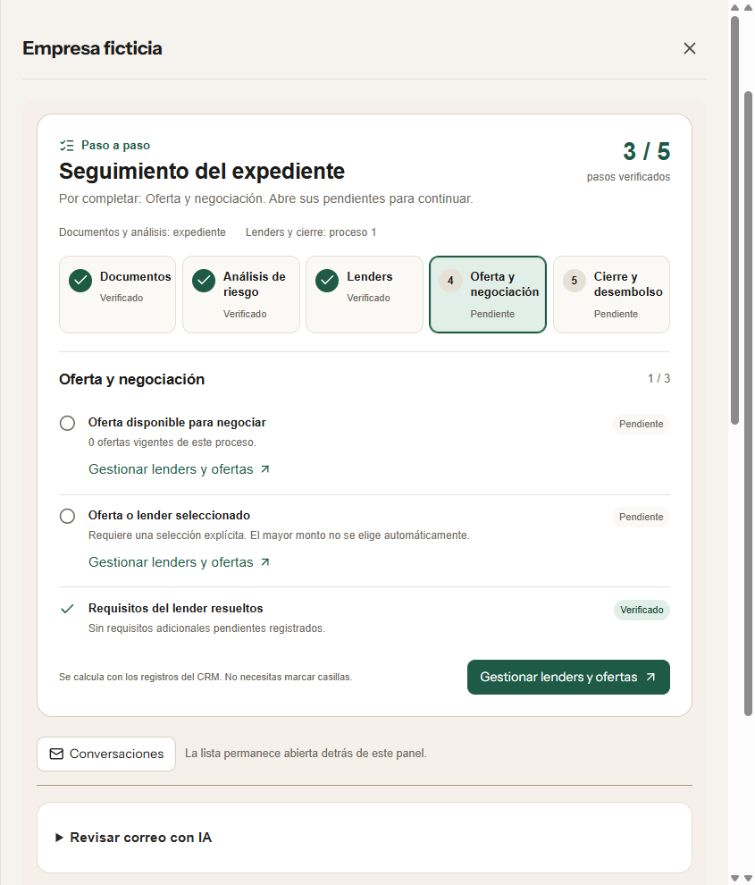 Empresa ficticia
Paso a paso
Seguimiento del expediente
3 / 5
pasos verificados
Por completar: Oferta y negociación. Abre sus pendientes para continuar.
Documentos y análisis: expediente
Lenders y cierre: proceso 1
Documentos
Verificado
Análisis de
riesgo
Verificado
Lenders
Verificado
4
Oferta y
negociación
Pendiente
5
Cierre y
desembolso
Pendiente
Oferta y negociación
1 / 3
Oferta disponible para negociar
Pendiente
0 ofertas vigentes de este proceso.
Gestionar lenders y ofertas
Oferta o lender seleccionado
Pendiente
Requiere una selección explícita. El mayor monto no se elige automáticamente.
Gestionar lenders y ofertas
Requisitos del lender resueltos
Verificado
Sin requisitos adicionales pendientes registrados.
Se calcula con los registros del CRM. No necesitas marcar casillas.
Gestionar lenders y ofertas
Conversaciones
La lista permanece abierta detrás de este panel.
Revisar correo con IA